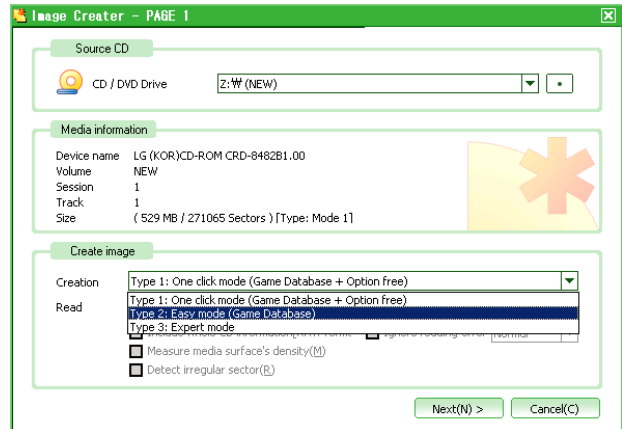 Image Creater - PAGE 1
Source CD
CD / DVD Drive
Z:₩ (NEW)
Media information
Device name LG (KOR)CD-ROM CRD-8482B1.00
Volume NEW
Session 1
Track 1
Size ( 529 MB / 271065 Sectors ) [Type: Mode 1]
Create image
Creation Type 1: One click mode (Game Database + Option free)
Read
Type 1: One click mode (Game Database + Option free)
Type 2: Easy mode (Game Database)
Type 3: Expert mode
Measure media surface's density(M)
Detect irregular sector(R)
Next(N) >
Cancel(C)